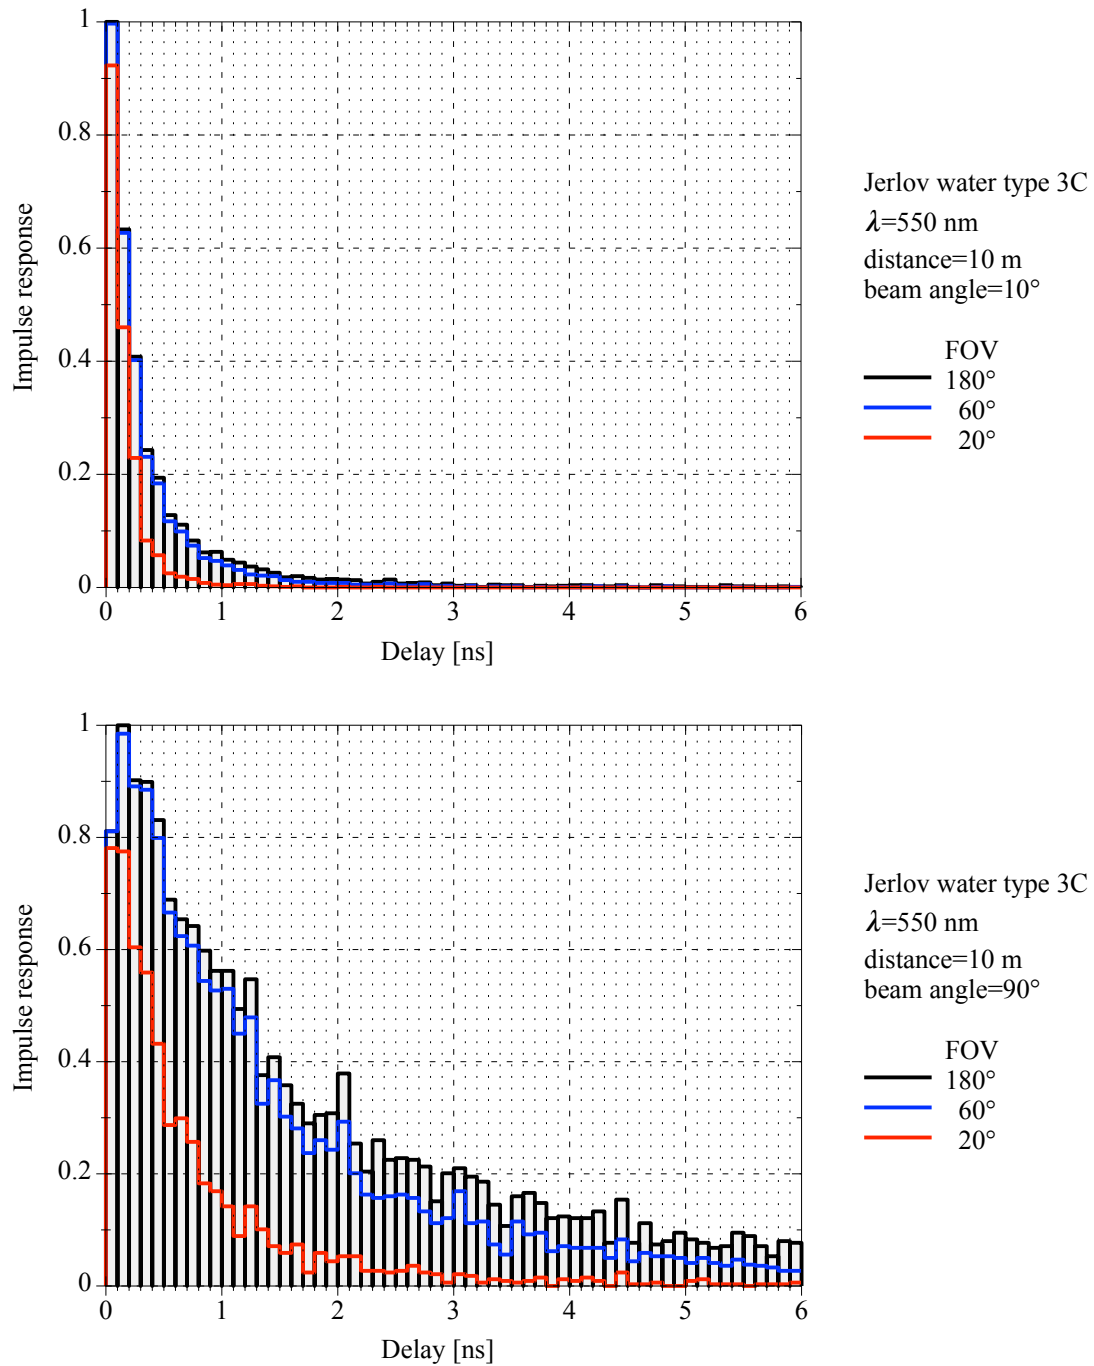 1
0.8
0.6
0.4
0.2
0
Impulse response
0 1 2 3 4 5 6
Delay [ns]
Jerlov water type 3C
λ=550 nm
distance=10 m
beam angle=10°
FOV
180°
60°
20°
1
0.8
0.6
0.4
0.2
0
Impulse response
0 1 2 3 4 5 6
Delay [ns]
Jerlov water type 3C
λ=550 nm
distance=10 m
beam angle=90°
FOV
180°
60°
20°